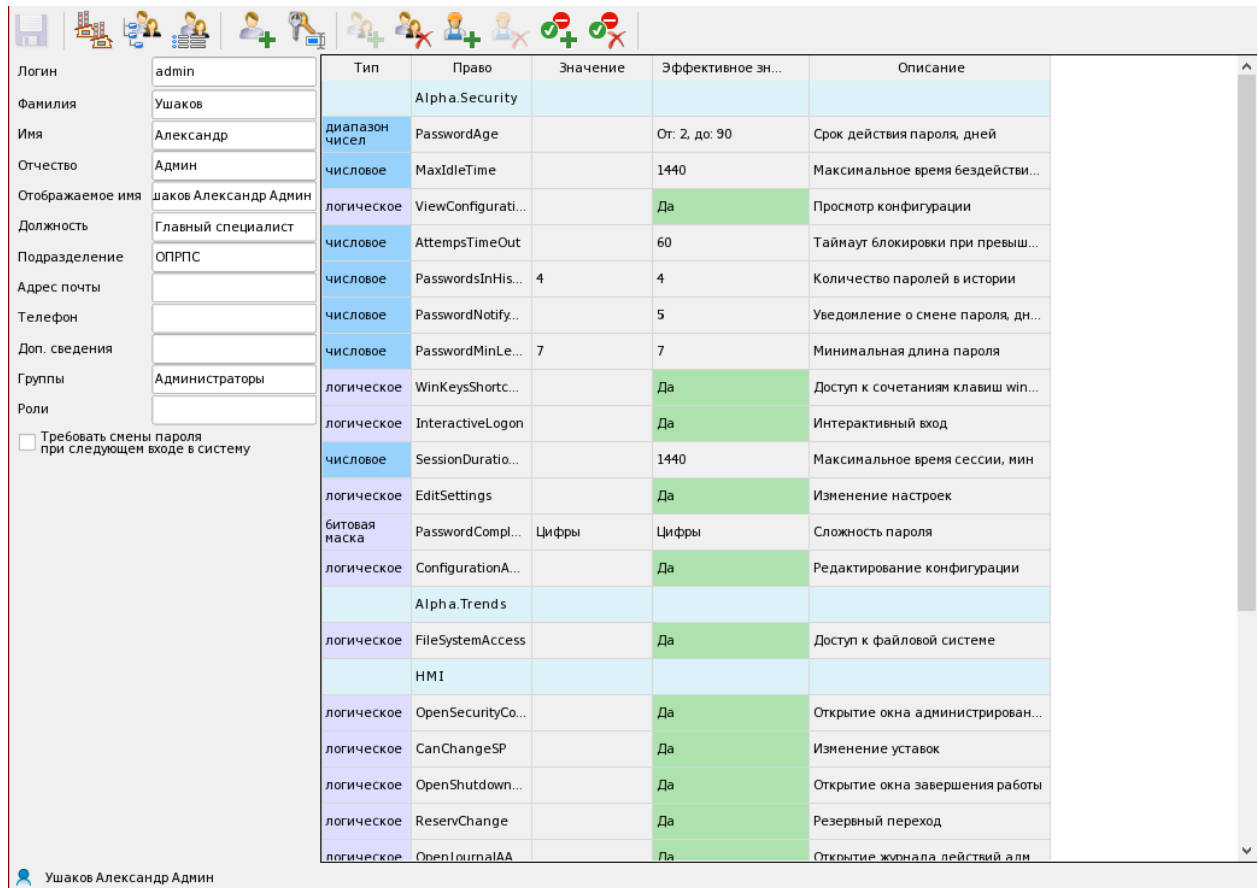 Логин admin
Фамилия Ушаков
Имя Александр
Отчество Админ
Отображаемое имя шаков Александр Админ
Должность Главный специалист
Подразделение ОПРПС
Адрес почты
Телефон
Доп. сведения
Группы Администраторы
Роли
Требовать смены пароля
при следующем входе в систему
Тип Право Значение Эффективное зн... Описание
Alpha.Security
диапазон чисел PasswordAge От: 2, до: 90 Срок действия пароля, дней
числовое MaxIdleTime 1440 Максимальное время бездействи...
логическое ViewConfigurati... Да Просмотр конфигурации
числовое AttempsTimeOut 60 Таймаут блокировки при превыш...
числовое PasswordsInHis... 4 4 Количество паролей в истории
числовое PasswordNotify... 5 Уведомление о смене пароля, дн...
числовое PasswordMinLe... 7 7 Минимальная длина пароля
логическое WinKeysShortc... Да Доступ к сочетаниям клавиш win...
логическое InteractiveLogon Да Интерактивный вход
числовое SessionDuratio... 1440 Максимальное время сессии, мин
логическое EditSettings Да Изменение настроек
битовая маска PasswordCompl... Цифры Цифры Сложность пароля
логическое ConfigurationA... Да Редактирование конфигурации
Alpha.Trends
логическое FileSystemAccess Да Доступ к файловой системе
HMI
логическое OpenSecurityCo... Да Открытие окна администрирован...
логическое CanChangeSP Да Изменение уставок
логическое OpenShutdown... Да Открытие окна завершения работы
логическое ReservChange Да Резервный переход
логическое OpenJournalAA Да Открытие журнала действий адм
Ушаков Александр Админ